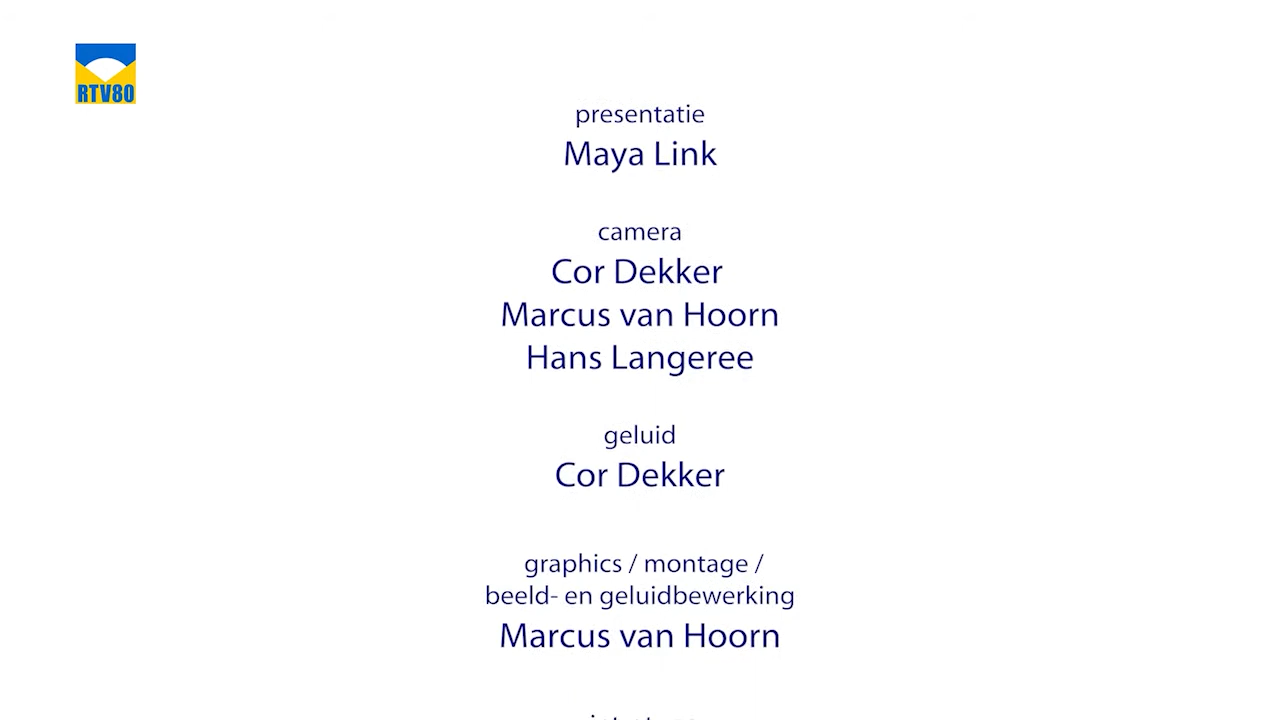 RTV80
presentatie
Maya Link
camera
Cor Dekker
Marcus van Hoorn
Hans Langeree
geluid
Cor Dekker
graphics / montage /
beeld- en geluidbewerking
Marcus van Hoorn